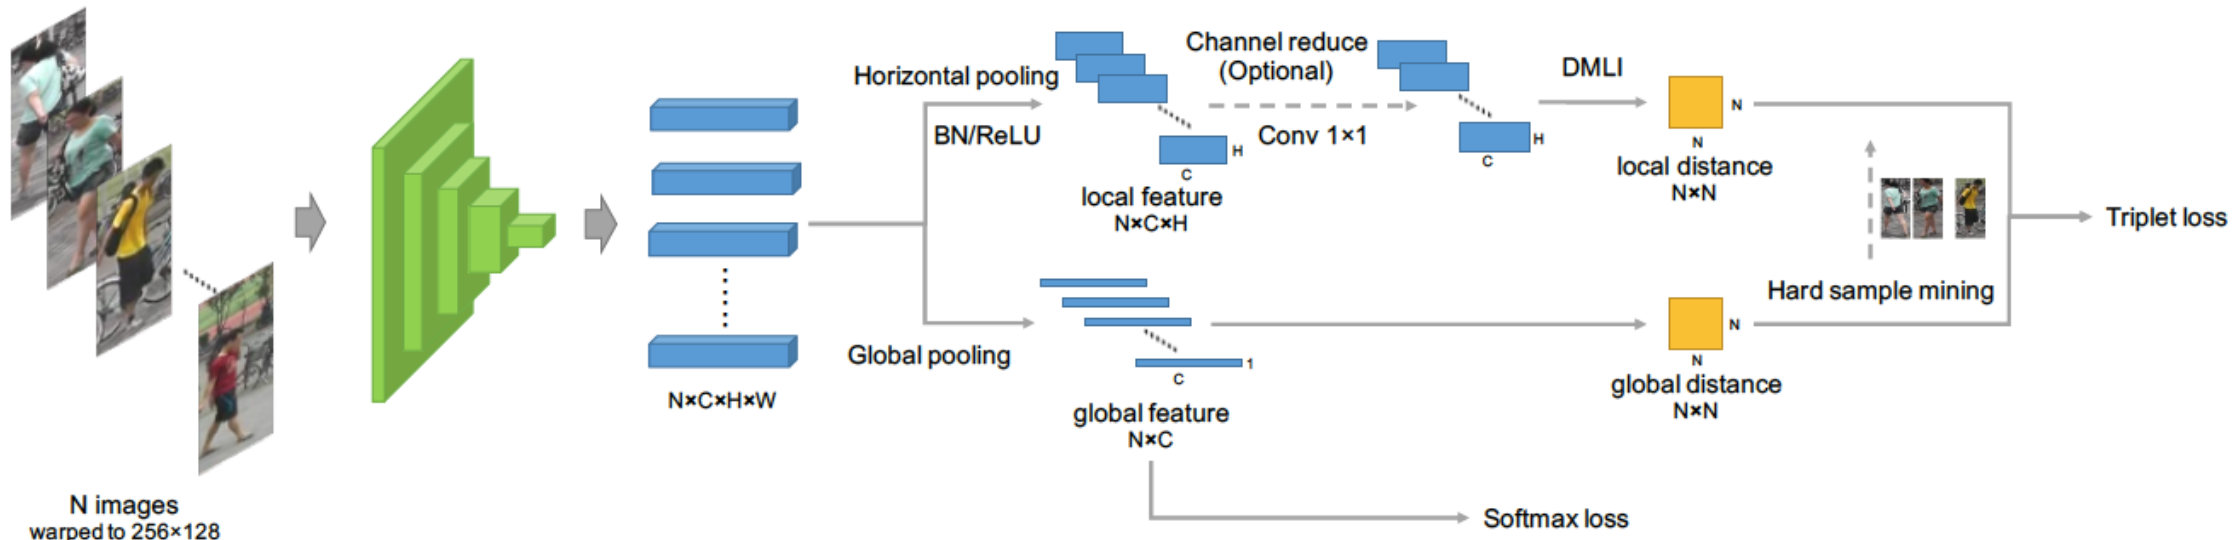 N images
warped to 256×128
N×C×H×W
Horizontal pooling
BN/ReLU
Global pooling
H
C
local feature
N×C×H
Channel reduce
(Optional)
Conv 1×1
H
C
DMLI
N
N
local distance
N×N
1
C
global feature
N×C
Hard sample mining
N
N
global distance
N×N
Triplet loss
Softmax loss